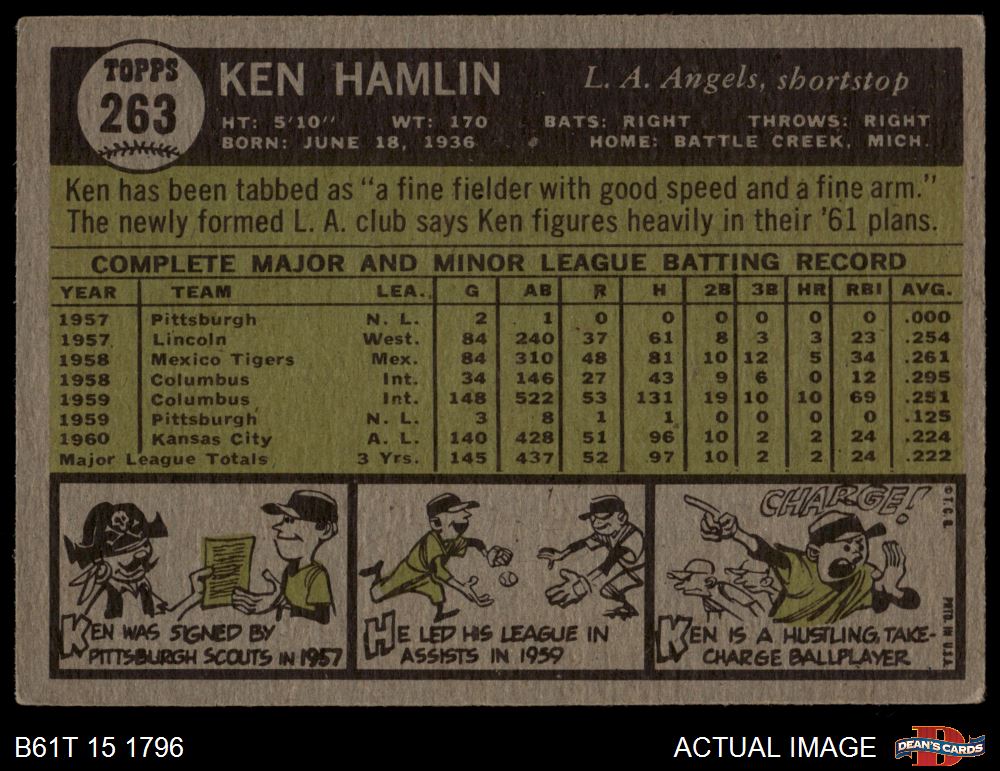 TOPPS
263
KEN HAMLIN
L. A. Angels, shortstop
HT: 5'10" WT: 170 BATS: RIGHT THROWS: RIGHT
BORN: JUNE 18, 1936 HOME: BATTLE CREEK, MICH.
Ken has been tabbed as "a fine fielder with good speed and a fine arm."
The newly formed L. A. club says Ken figures heavily in their '61 plans.
COMPLETE MAJOR AND MINOR LEAGUE BATTING RECORD
YEAR TEAM LEA. G AB R H 2B 3B HR RBI AVG.
1957 Pittsburgh N. L. 2 1 0 0 0 0 0 0 .000
1957 Lincoln West. 84 240 37 61 8 3 3 23 .254
1958 Mexico Tigers Mex. 84 310 48 81 10 12 5 34 .261
1958 Columbus Int. 34 146 27 43 9 6 0 12 .295
1959 Columbus Int. 148 522 53 131 19 10 10 69 .251
1959 Pittsburgh N. L. 3 8 1 1 0 0 0 0 .125
1960 Kansas City A. L. 140 428 51 96 10 2 2 24 .224
Major League Totals 3 Yrs. 145 437 52 97 10 2 2 24 .222
KEN WAS SIGNED BY
PITTSBURGH SCOUTS IN 1957
HE LED HIS LEAGUE IN
ASSISTS IN 1959
CHARGE!
KEN IS A HUSTLING, TAKE-
CHARGE BALLPLAYER
© T. C. G.
PRTD. IN U.S.A.
B61T 15 1796
ACTUAL IMAGE
DEAN'S CARDS